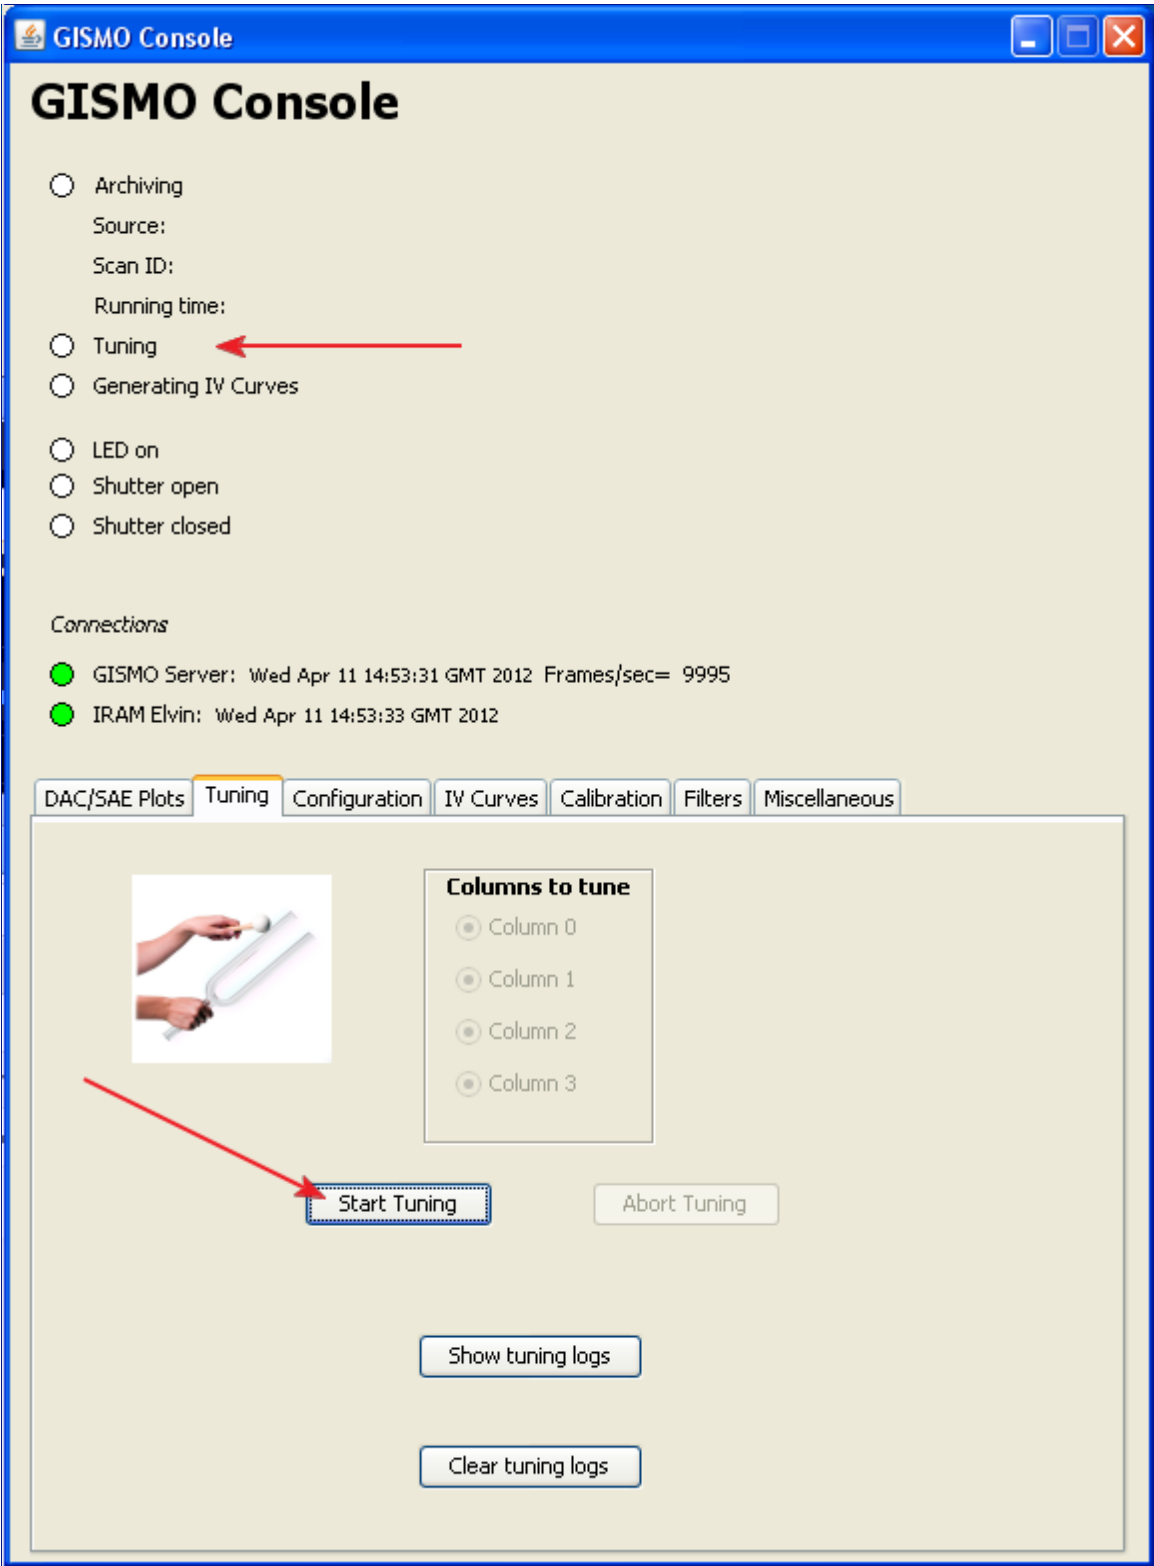 GISMO Console
GISMO Console
Archiving
Source:
Scan ID:
Running time:
Tuning
Generating IV Curves
LED on
Shutter open
Shutter closed
Connections
GISMO Server: Wed Apr 11 14:53:31 GMT 2012 Frames/sec= 9995
IRAM Elvin: Wed Apr 11 14:53:33 GMT 2012
DAC/SAE Plots Tuning Configuration IV Curves Calibration Filters Miscellaneous
Columns to tune
Column 0
Column 1
Column 2
Column 3
Start Tuning Abort Tuning
Show tuning logs
Clear tuning logs